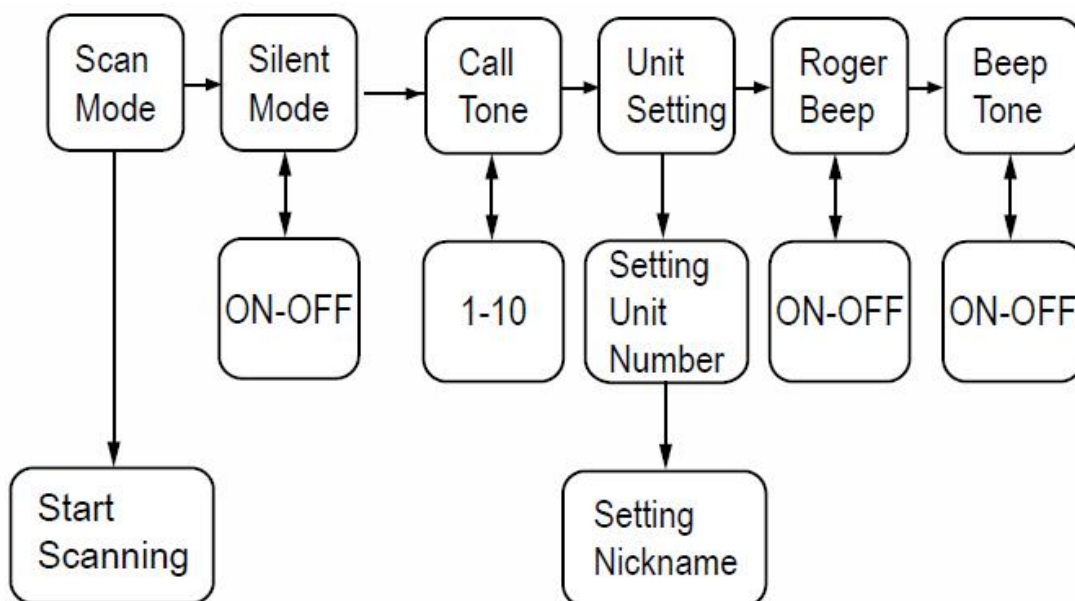 Scan
Mode
Silent
Mode
Call
Tone
Unit
Setting
Roger
Beep
Beep
Tone
ON-OFF
1-10
Setting
Unit
Number
ON-OFF
ON-OFF
Start
Scanning
Setting
Nickname